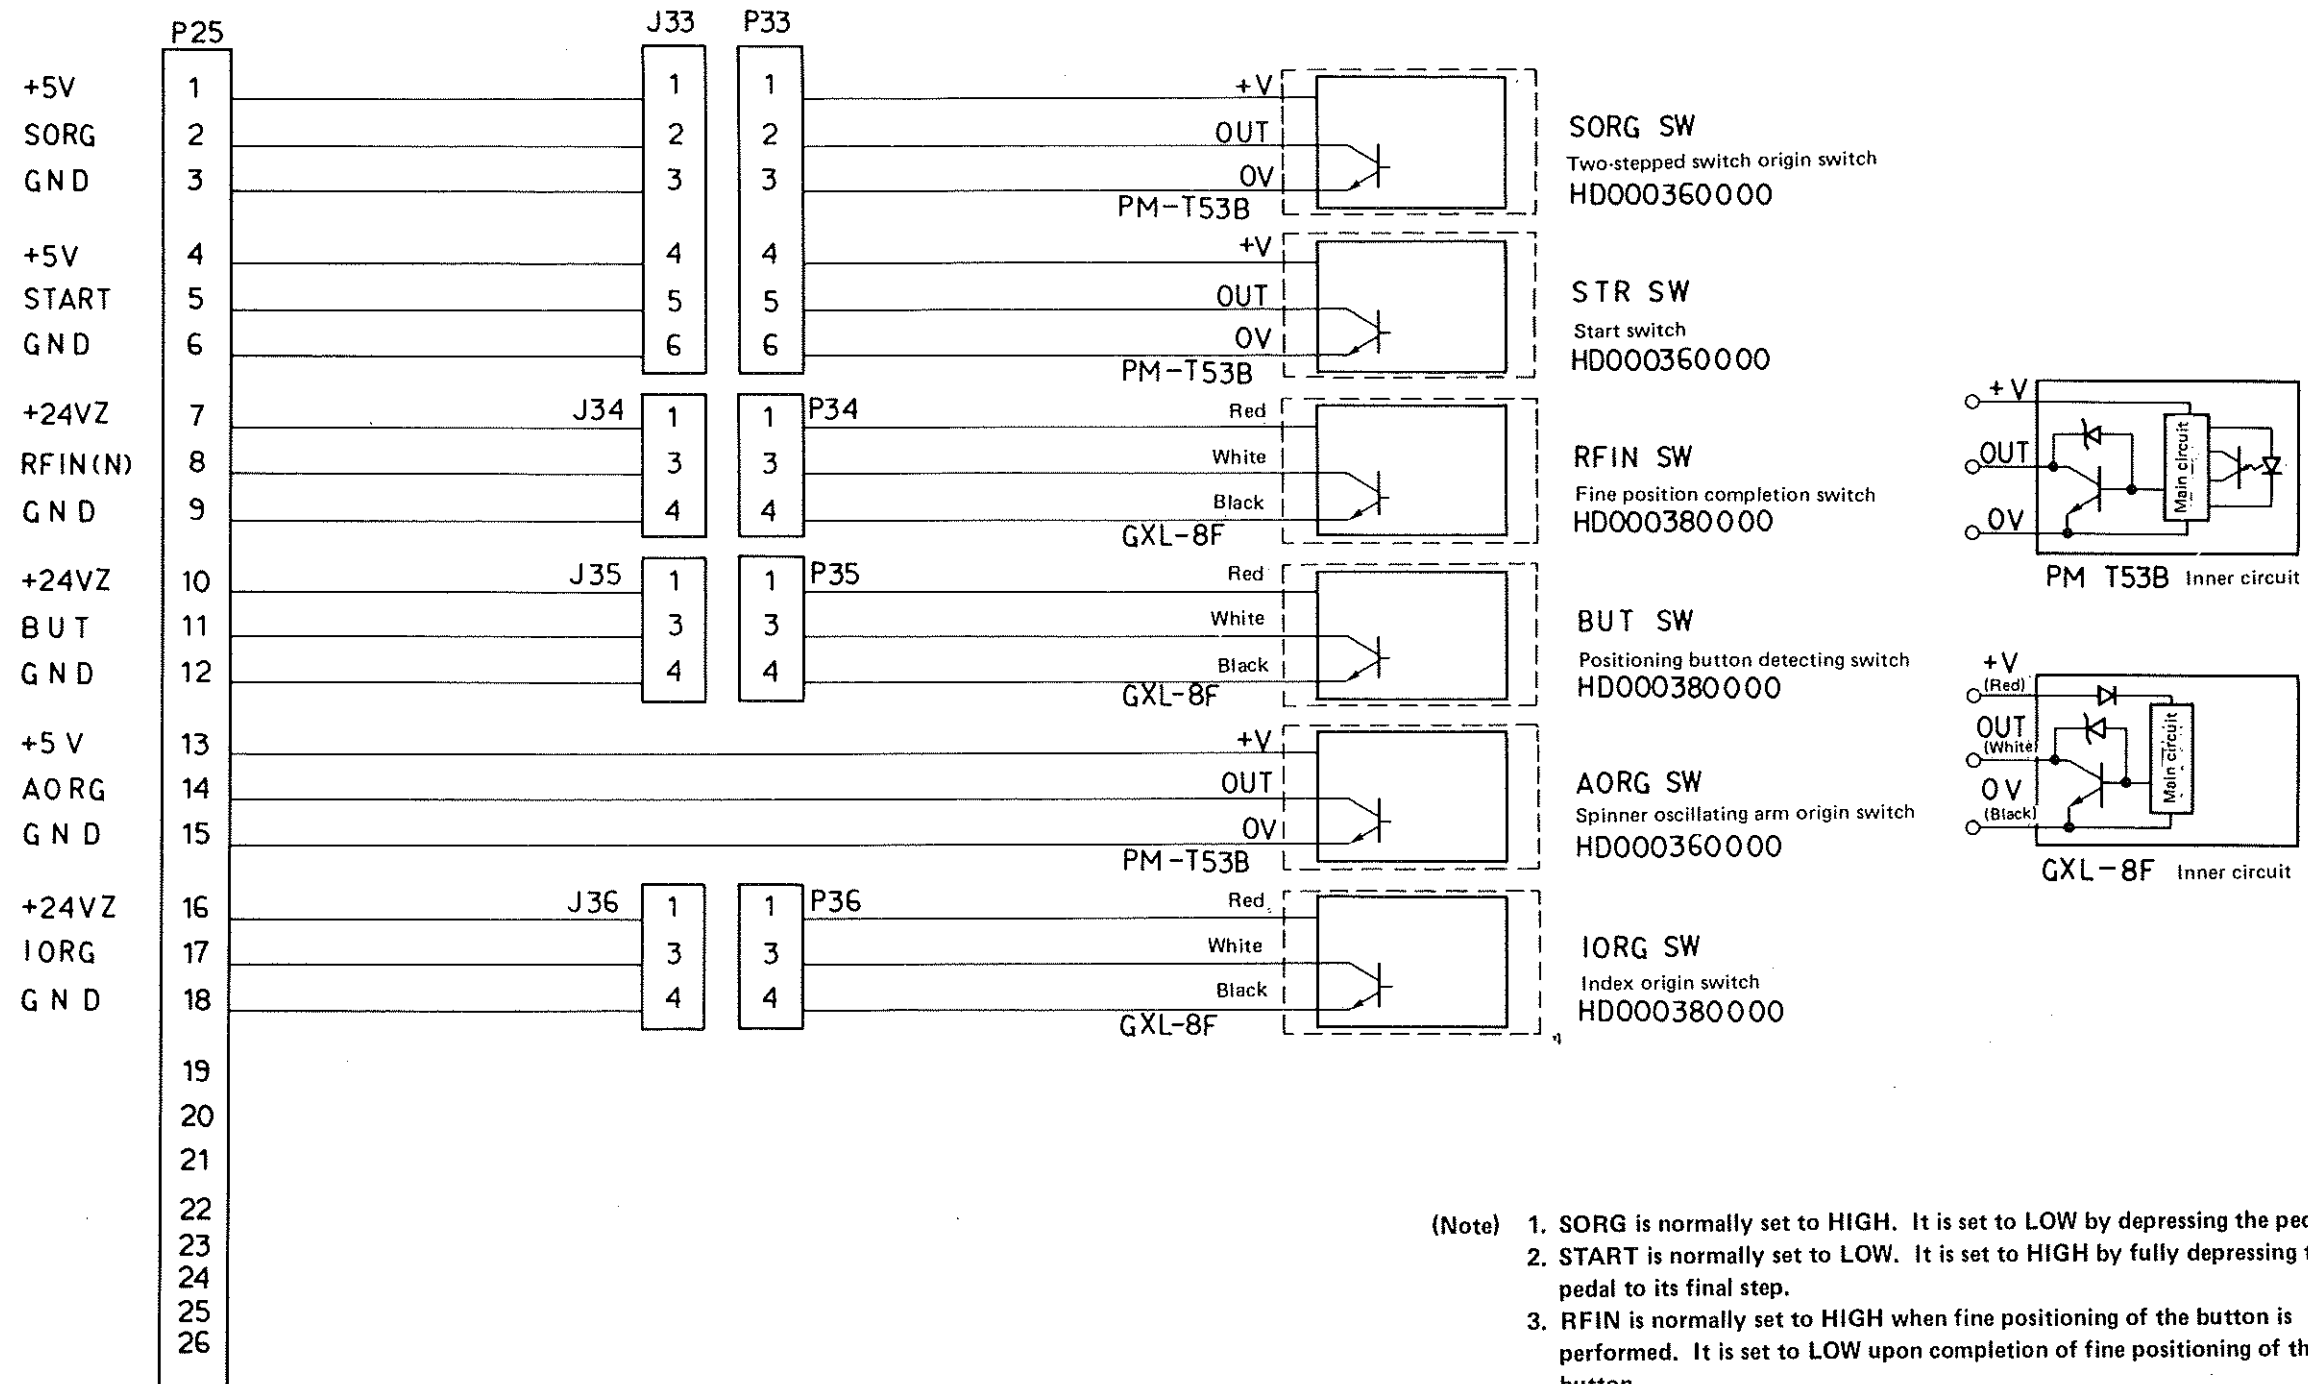 P25
J33
P33
+5V 1 1 1 +V
SORG 2 2 2 OUT
GND 3 3 3 0V
PM-T53B
SORG SW
Two-stepped switch origin switch
HD000360000
+5V 4 4 4 +V
START 5 5 5 OUT
GND 6 6 6 0V
PM-T53B
STR SW
Start switch
HD000360000
+24VZ 7 J34 1 1 P34 Red
RFIN(N) 8 3 3 White
GND 9 4 4 Black
GXL-8F
RFIN SW
Fine position completion switch
HD000380000
+24VZ 10 J35 1 1 P35 Red
BUT 11 3 3 White
GND 12 4 4 Black
GXL-8F
BUT SW
Positioning button detecting switch
HD000380000
+5V 13 +V
AORG 14 OUT
GND 15 0V
PM-T53B
AORG SW
Spinner oscillating arm origin switch
HD000360000
+24VZ 16 J36 1 1 P36 Red
IORG 17 3 3 White
GND 18 4 4 Black
GXL-8F
IORG SW
Index origin switch
HD000380000
19
20
21
22
23
24
25
26
+V
OUT
0V
Main circuit
PM T53B Inner circuit
+V
(Red)
OUT
(White)
0V
(Black)
Main circuit
GXL-8F Inner circuit
(Note) 1. SORG is normally set to HIGH. It is set to LOW by depressing the
2. START is normally set to LOW. It is set to HIGH by fully depressing
pedal to its final step.
3. RFIN is normally set to HIGH when fine positioning of the button is
performed. It is set to LOW upon completion of fine positioning of